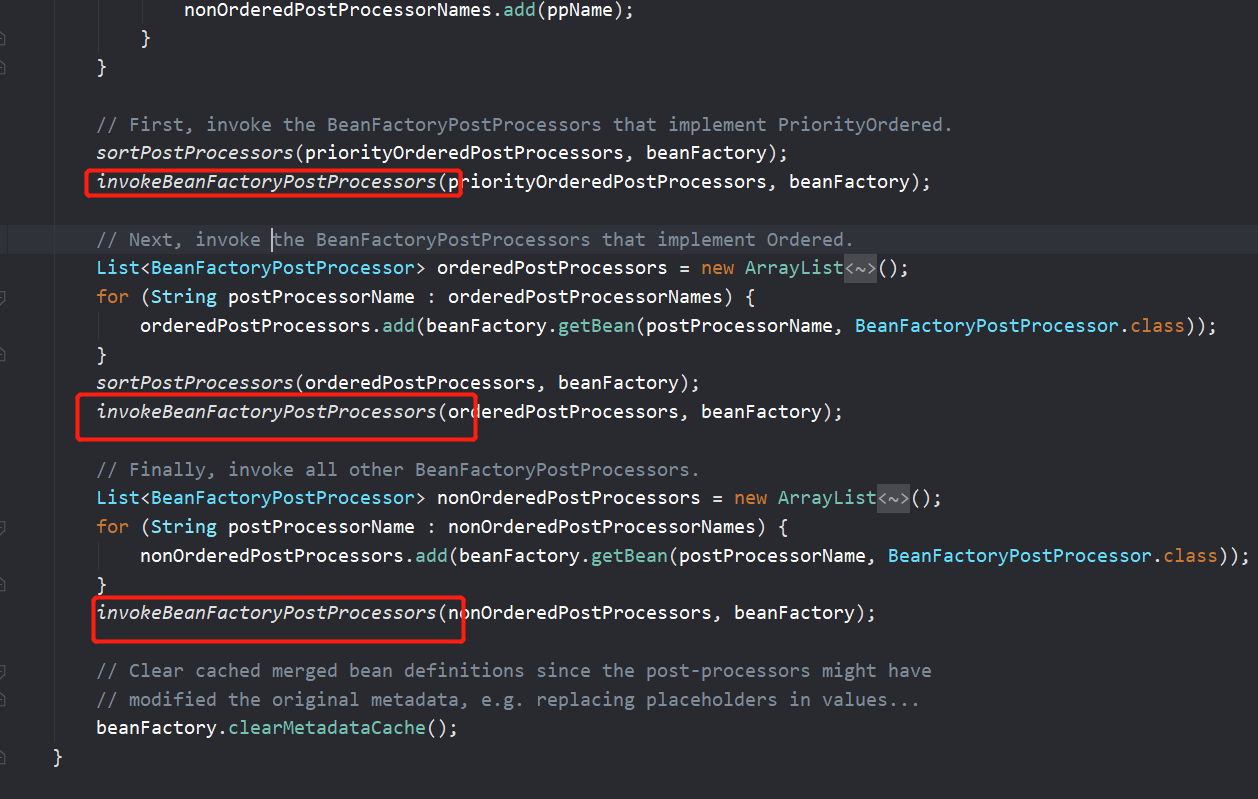 nonOrderedPostProcessorNames.add(ppName);
}
}
// First, invoke the BeanFactoryPostProcessors that implement PriorityOrdered.
sortPostProcessors(priorityOrderedPostProcessors, beanFactory);
invokeBeanFactoryPostProcessors(priorityOrderedPostProcessors, beanFactory);
// Next, invoke the BeanFactoryPostProcessors that implement Ordered.
List<BeanFactoryPostProcessor> orderedPostProcessors = new ArrayList<~>();
for (String postProcessorName : orderedPostProcessorNames) {
orderedPostProcessors.add(beanFactory.getBean(postProcessorName, BeanFactoryPostProcessor.class));
}
sortPostProcessors(orderedPostProcessors, beanFactory);
invokeBeanFactoryPostProcessors(orderedPostProcessors, beanFactory);
// Finally, invoke all other BeanFactoryPostProcessors.
List<BeanFactoryPostProcessor> nonOrderedPostProcessors = new ArrayList<~>();
for (String postProcessorName : nonOrderedPostProcessorNames) {
nonOrderedPostProcessors.add(beanFactory.getBean(postProcessorName, BeanFactoryPostProcessor.class));
}
invokeBeanFactoryPostProcessors(nonOrderedPostProcessors, beanFactory);
// Clear cached merged bean definitions since the post-processors might have
// modified the original metadata, e.g. replacing placeholders in values...
beanFactory.clearMetadataCache();
}